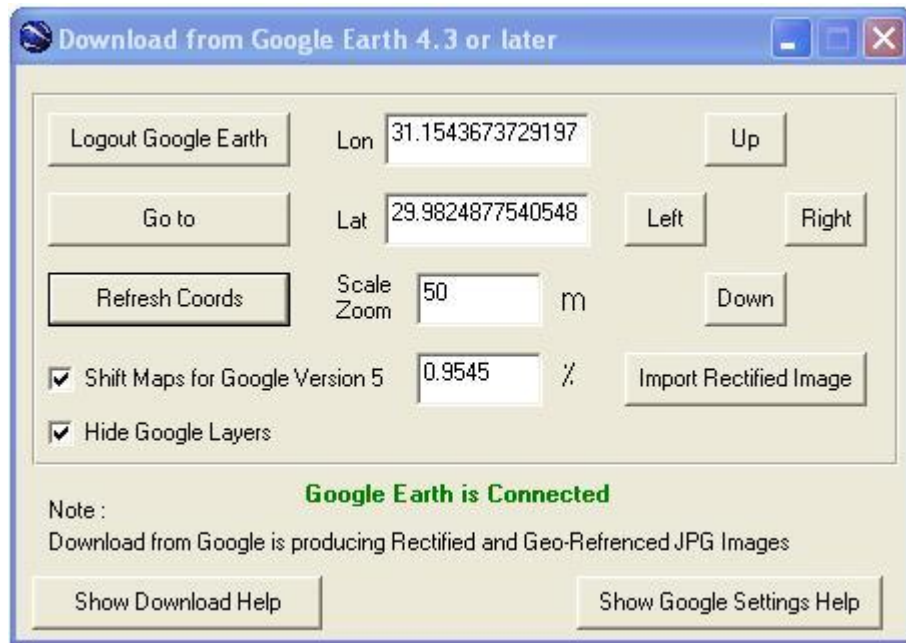 Download from Google Earth 4.3 or later
Logout Google Earth
Lon
31.1543673729197
Up
Go to
Lat
29.9824877540548
Left
Right
Refresh Coords
Scale
Zoom
50
m
Down
Shift Maps for Google Version 5
0.9545
%
Import Rectified Image
Hide Google Layers
Google Earth is Connected
Note :
Download from Google is producing Rectified and Geo-Refrenced JPG Images
Show Download Help
Show Google Settings Help